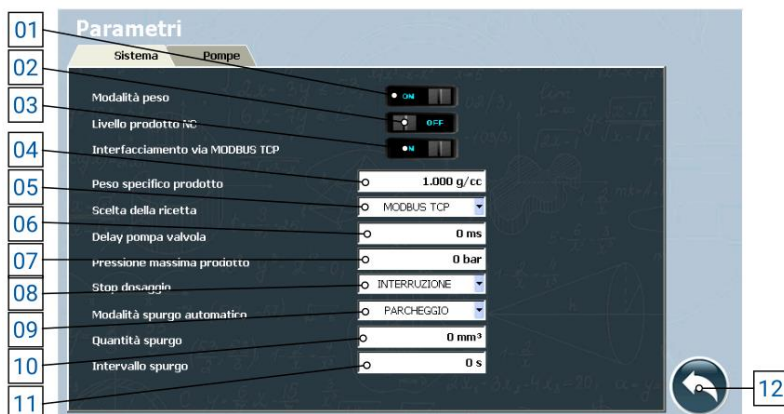 Parametri
Sistema Pompe
01
02
03
04
05
06
07
08
09
10
11
12
Modalità peso ON
Livello prodotto NC OFF
Interfacciamento via MODBUS TCP
Peso specifico prodotto 1.000 g/cc
Scelta della ricetta MODBUS TCP
Delay pompa valvola 0 ms
Pressione massima prodotto 0 bar
Stop dosaggio INTERRUZIONE
Modalità spurgo automatico PARCHEGGIO
Quantità spurgo 0 mm³
Intervallo spurgo 0 s